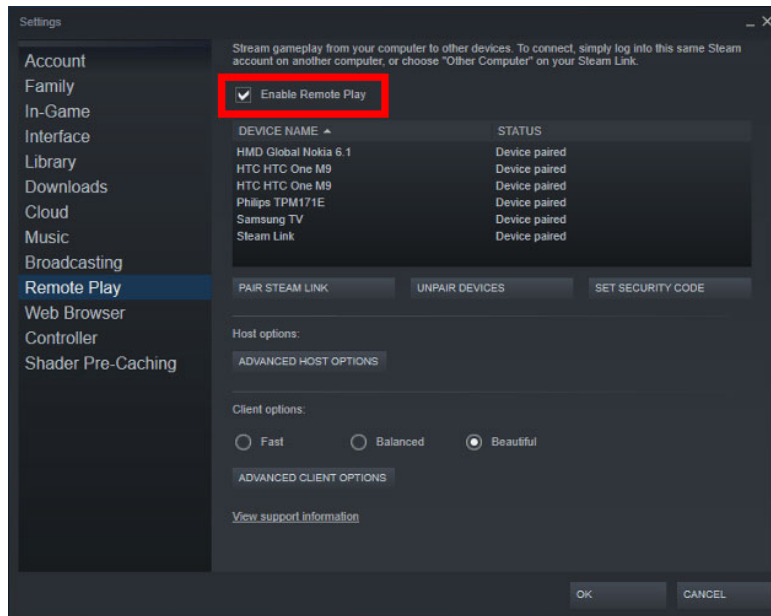 Settings
Account
Family
In-Game
Interface
Library
Downloads
Cloud
Music
Broadcasting
Remote Play
Web Browser
Controller
Shader Pre-Caching
Stream gameplay from your computer to other devices. To connect, simply log into this same Steam
account on another computer, or choose "Other Computer" on your Steam Link.
Enable Remote Play
DEVICE NAME STATUS
HMD Global Nokia 6.1 Device paired
HTC HTC One M9 Device paired
HTC HTC One M9 Device paired
Philips TPM171E Device paired
Samsung TV Device paired
Steam Link Device paired
PAIR STEAM LINK UNPAIR DEVICES SET SECURITY CODE
Host options:
ADVANCED HOST OPTIONS
Client options:
Fast Balanced Beautiful
ADVANCED CLIENT OPTIONS
View support information
OK CANCEL